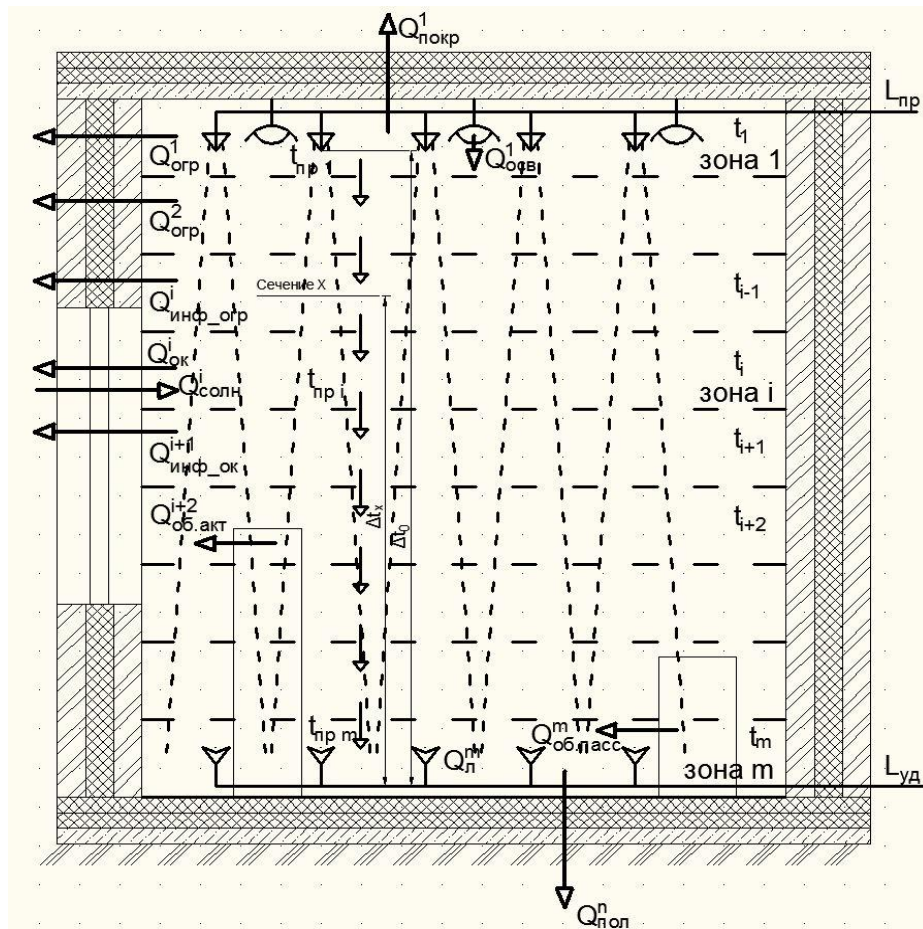 Q¹покр
Lпр
Q¹огр
tпр 1
Q¹осв
t1
зона 1
Q²огр
Сечение X
ti-1
Qⁱинф_огр
Qⁱок
Qⁱсолн
tпр i
ti
зона i
Qⁱ⁺¹инф_ок
ti+1
Qⁱ⁺²об.акт
Δtx
Δt0
ti+2
tпр m
Qᵐл
Qᵐоб.пасс
tm
зона m
Lуд
Qⁿпол